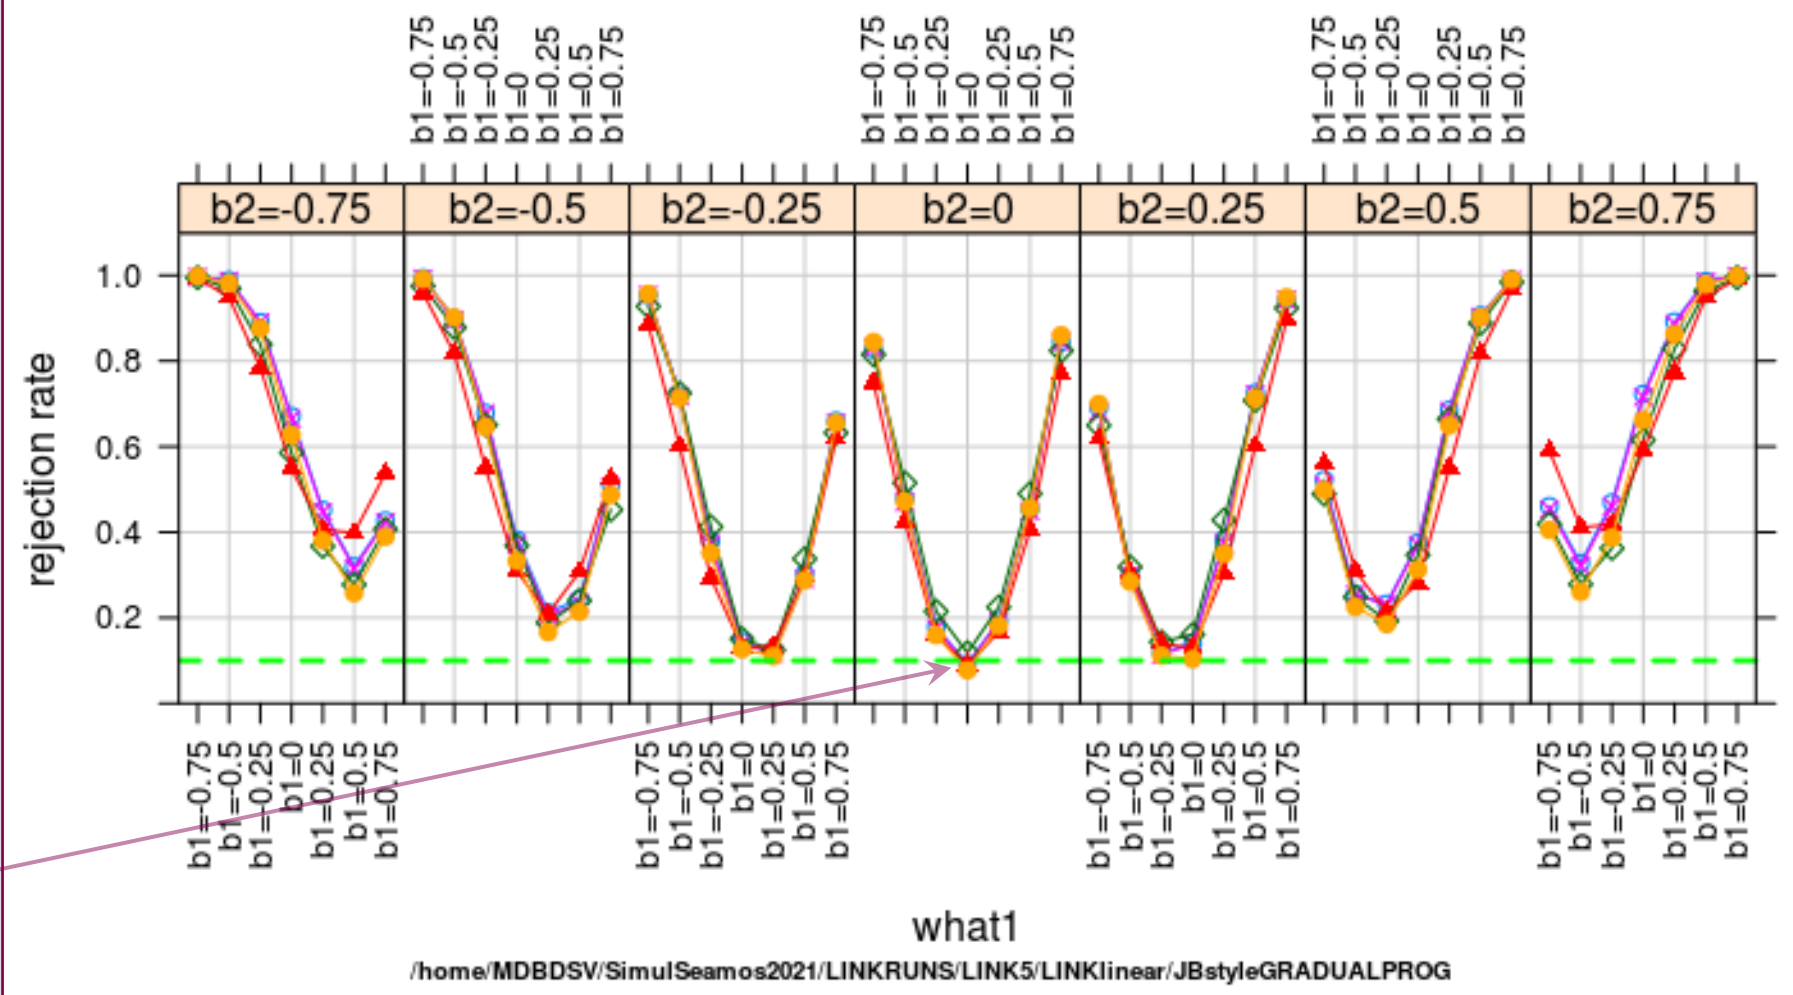 b1=-0.75
b1=-0.5
b1=-0.25
b1=0
b1=0.25
b1=0.5
b1=0.75
b1=-0.75
b1=-0.5
b1=-0.25
b1=0
b1=0.25
b1=0.5
b1=0.75
b1=-0.75
b1=-0.5
b1=-0.25
b1=0
b1=0.25
b1=0.5
b1=0.75
b2=-0.75
b2=-0.5
b2=-0.25
b2=0
b2=0.25
b2=0.5
b2=0.75
rejection rate
1.0
0.8
0.6
0.4
0.2
b1=-0.75
b1=-0.5
b1=-0.25
b1=0
b1=0.25
b1=0.5
b1=0.75
b1=-0.75
b1=-0.5
b1=-0.25
b1=0
b1=0.25
b1=0.5
b1=0.75
b1=-0.75
b1=-0.5
b1=-0.25
b1=0
b1=0.25
b1=0.5
b1=0.75
b1=-0.75
b1=-0.5
b1=-0.25
b1=0
b1=0.25
b1=0.5
b1=0.75
what1
/home/MDBDSV/SimulSeamos2021/LINKRUNS/LINK5/LINKlinear/JBstyleGRADUALPROG